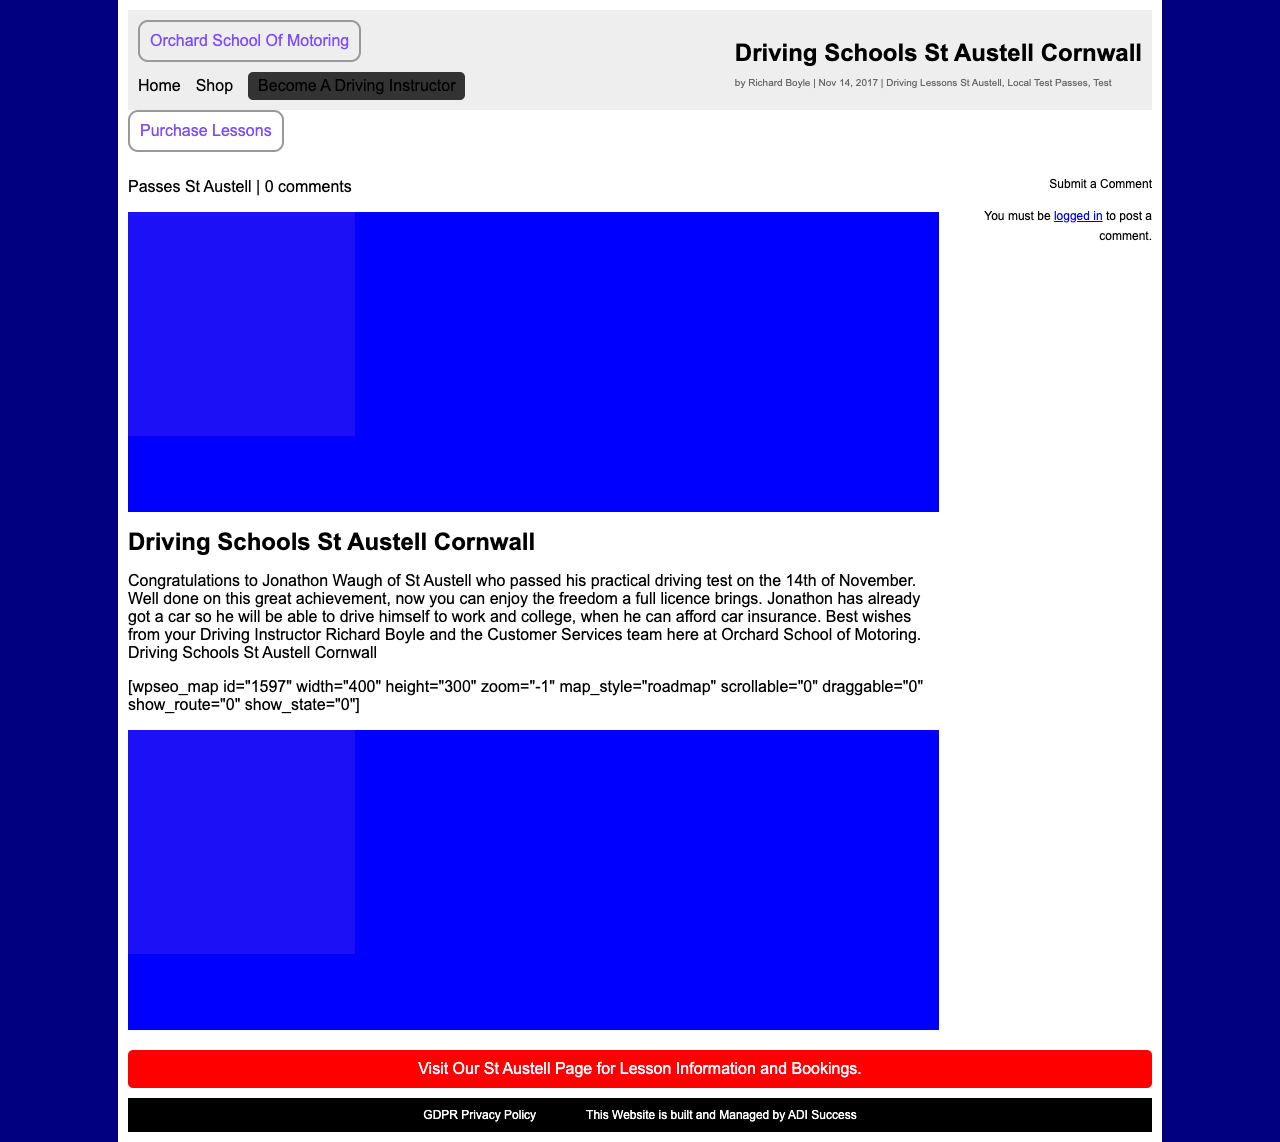 Orchard School Of Motoring
Home Shop Become A Driving Instructor
Driving Schools St Austell Cornwall
by Richard Boyle | Nov 14, 2017 | Driving Lessons St Austell, Local Test Passes, Test
Purchase Lessons
Passes St Austell | 0 comments
Submit a Comment
You must be logged in to post a
comment.
Driving Schools St Austell Cornwall
Congratulations to Jonathon Waugh of St Austell who passed his practical driving test on the 14th of November.
Well done on this great achievement, now you can enjoy the freedom a full licence brings. Jonathon has already
got a car so he will be able to drive himself to work and college, when he can afford car insurance. Best wishes
from your Driving Instructor Richard Boyle and the Customer Services team here at Orchard School of Motoring.
Driving Schools St Austell Cornwall
[wpseo_map id="1597" width="400" height="300" zoom="-1" map_style="roadmap" scrollable="0" draggable="0"
show_route="0" show_state="0"]
Visit Our St Austell Page for Lesson Information and Bookings.
GDPR Privacy Policy This Website is built and Managed by ADI Success